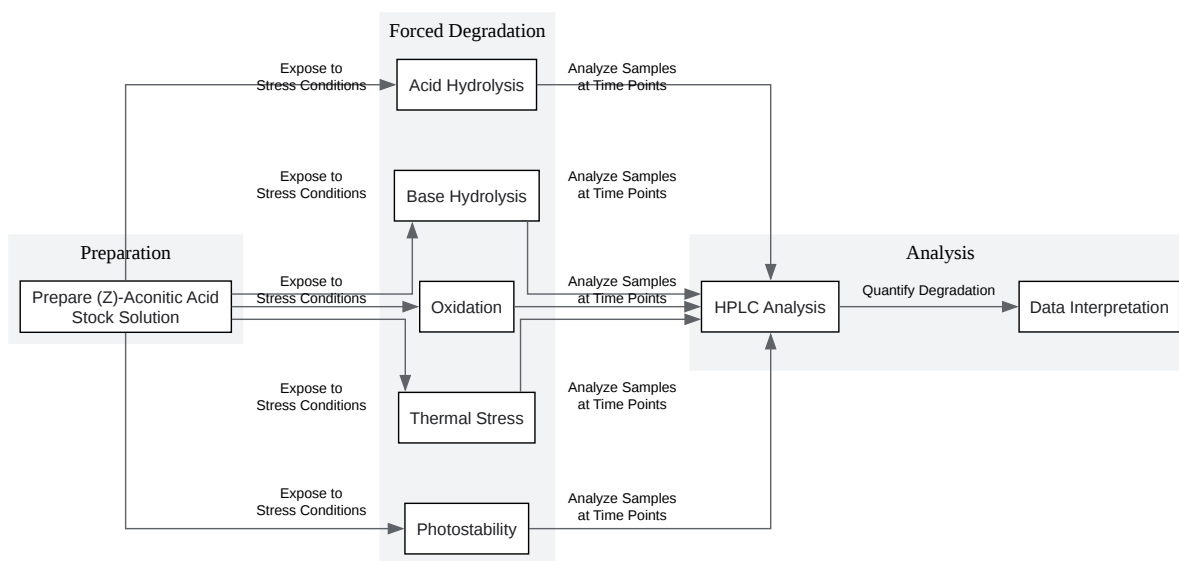 Forced Degradation
Expose to
Stress Conditions
Acid Hydrolysis
Analyze Samples
at Time Points
Expose to
Stress Conditions
Base Hydrolysis
Analyze Samples
at Time Points
Preparation
Prepare (Z)-Aconitic Acid
Stock Solution
Expose to
Stress Conditions
Oxidation
Analyze Samples
at Time Points
Analysis
HPLC Analysis
Quantify Degradation
Data Interpretation
Expose to
Stress Conditions
Thermal Stress
Analyze Samples
at Time Points
Expose to
Stress Conditions
Photostability
Analyze Samples
at Time Points